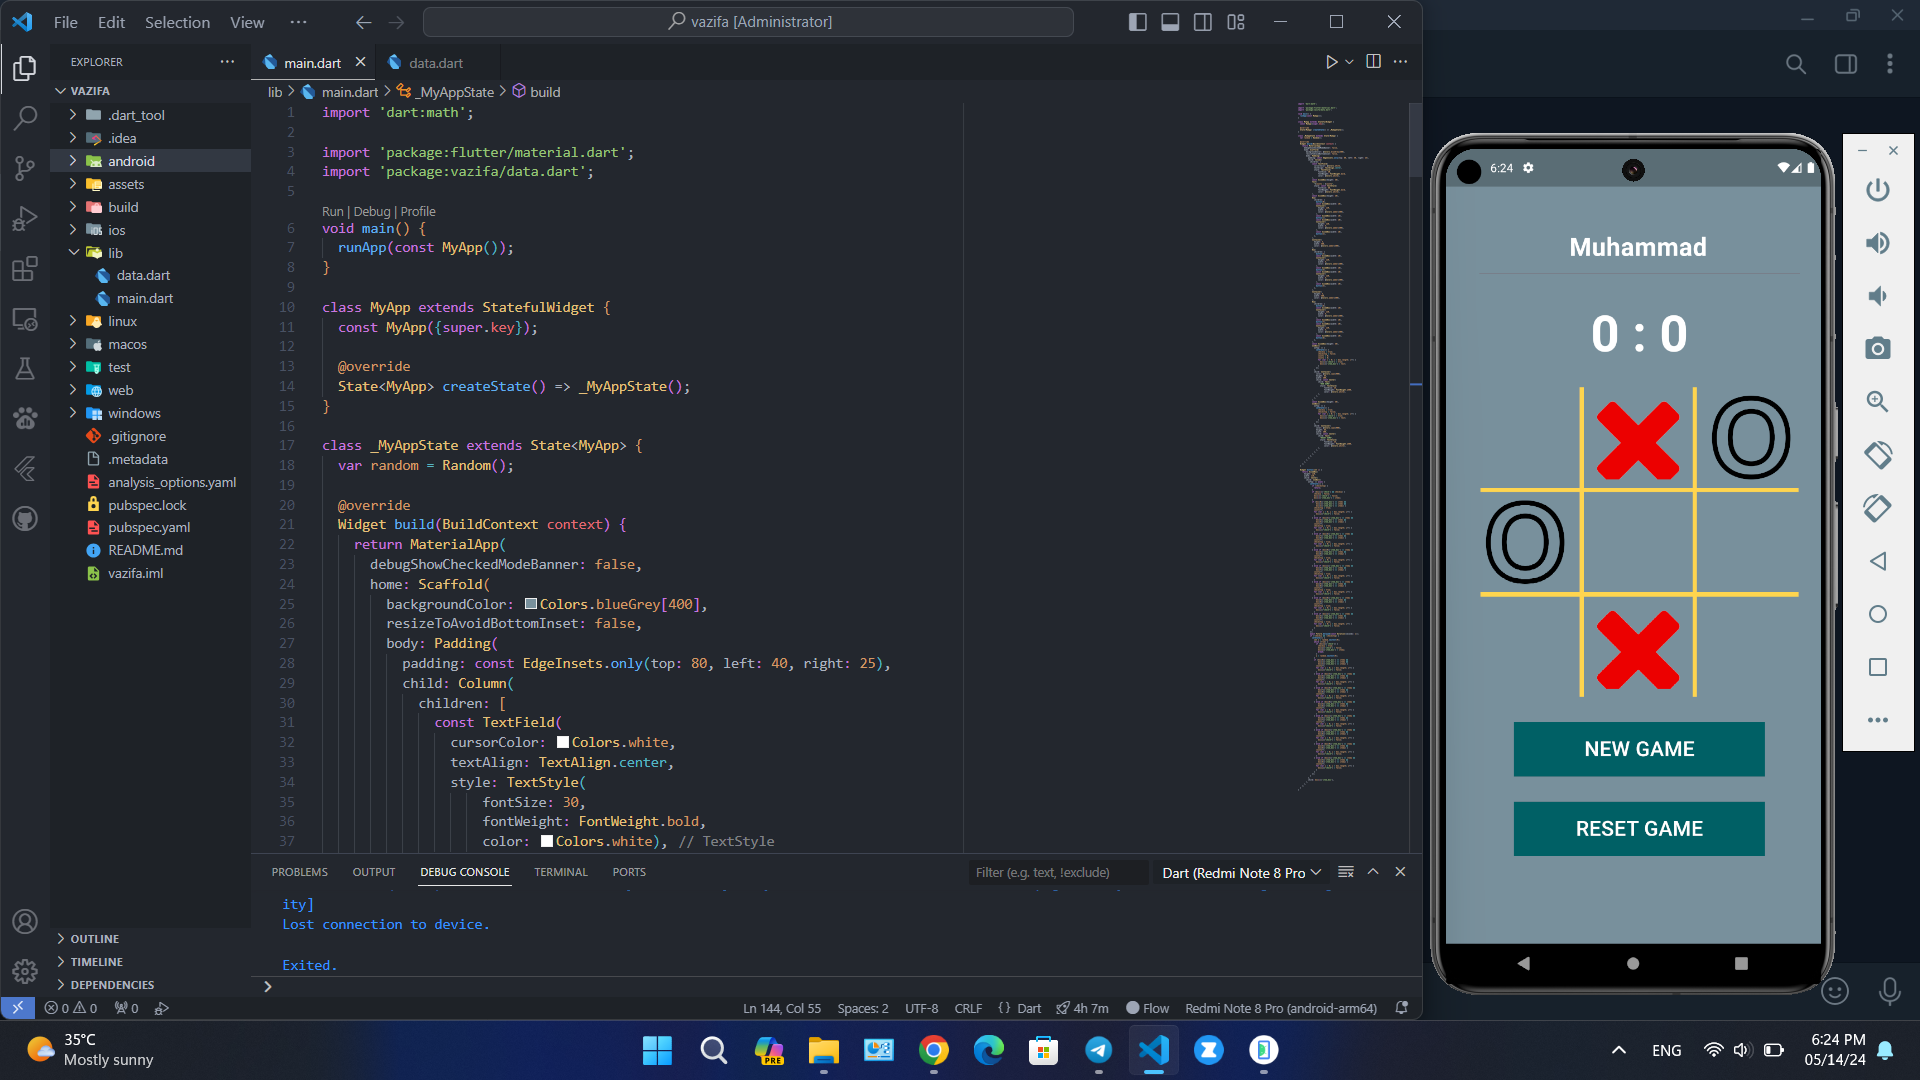 File Edit Selection View ···
vazifa [Administrator]
EXPLORER
main.dart
data.dart
VAZIFA
lib > main.dart > _MyAppState > build
.dart_tool
.idea
android
assets
build
ios
lib
data.dart
main.dart
linux
macos
test
web
windows
.gitignore
.metadata
analysis_options.yaml
pubspec.lock
pubspec.yaml
README.md
vazifa.iml
OUTLINE
TIMELINE
DEPENDENCIES
1 import 'dart:math';
2
3 import 'package:flutter/material.dart';
4 import 'package:vazifa/data.dart';
5
Run | Debug | Profile
6 void main() {
7 runApp(const MyApp());
8 }
9
10 class MyApp extends StatefulWidget {
11 const MyApp({super.key});
12
13 @override
14 State<MyApp> createState() => _MyAppState();
15 }
16
17 class _MyAppState extends State<MyApp> {
18 var random = Random();
19
20 @override
21 Widget build(BuildContext context) {
22 return MaterialApp(
23 debugShowCheckedModeBanner: false,
24 home: Scaffold(
25 backgroundColor: Colors.blueGrey[400],
26 resizeToAvoidBottomInset: false,
27 body: Padding(
28 padding: const EdgeInsets.only(top: 80, left: 40, right: 25),
29 child: Column(
30 children: [
31 const TextField(
32 cursorColor: Colors.white,
33 textAlign: TextAlign.center,
34 style: TextStyle(
35 fontSize: 30,
36 fontWeight: FontWeight.bold,
37 color: Colors.white), // TextStyle
PROBLEMS OUTPUT DEBUG CONSOLE TERMINAL PORTS
Filter (e.g. text, !exclude)
Dart (Redmi Note 8 Pro
ity]
Lost connection to device.
Exited.
0 0 0
Ln 144, Col 55 Spaces: 2 UTF-8 CRLF {} Dart 4h 7m Flow Redmi Note 8 Pro (android-arm64)
6:24
Muhammad
0 : 0
X O
O
X
NEW GAME
RESET GAME
35°C
Mostly sunny
PRE
ENG
6:24 PM
05/14/24